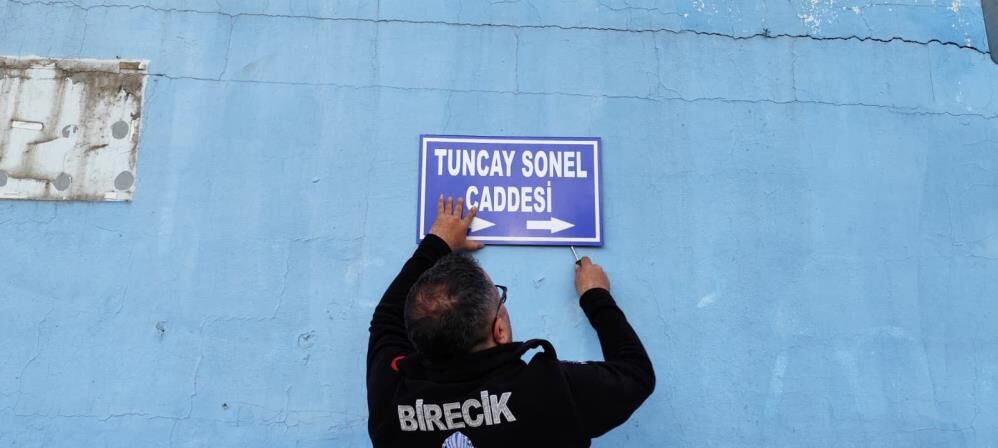 TUNCAY SONEL
CADDESİ
BİRECİK